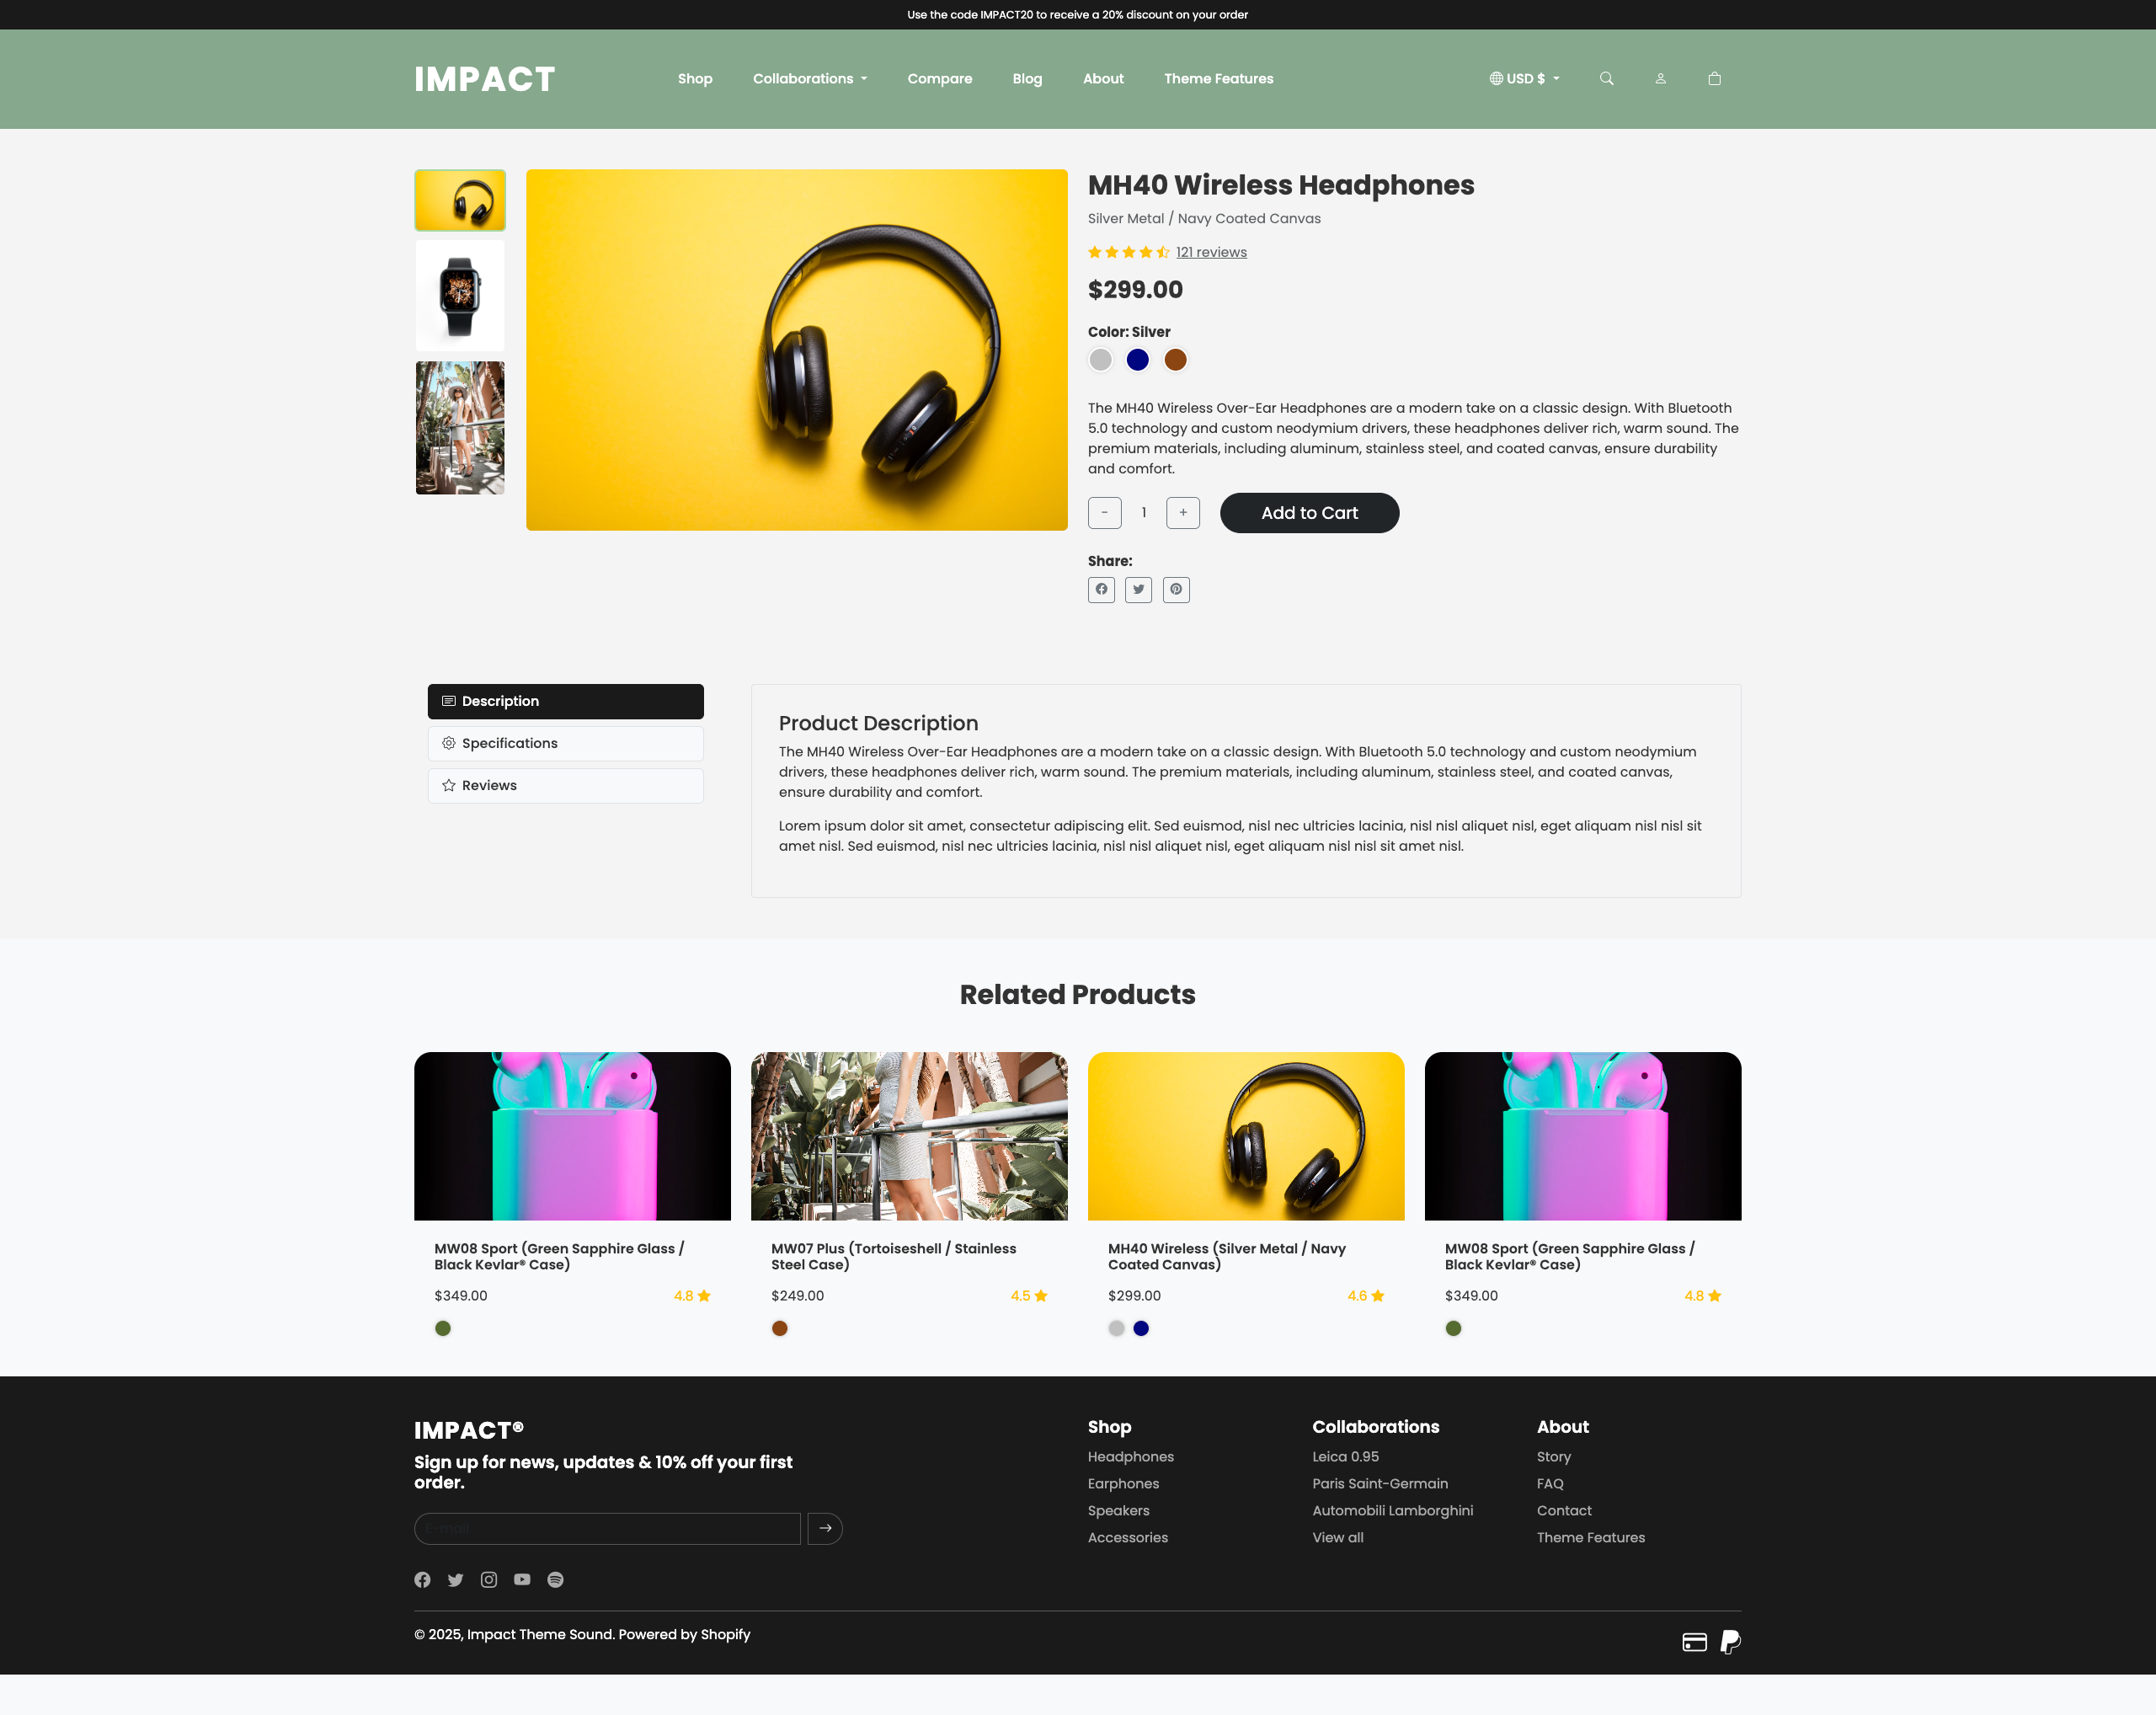 Use the code IMPACT20 to receive a 20% discount on your order
IMPACT
Shop
Collaborations
Compare
Blog
About
Theme Features
USD $
MH40 Wireless Headphones
Silver Metal / Navy Coated Canvas
121 reviews
$299.00
Color: Silver
The MH40 Wireless Over-Ear Headphones are a modern take on a classic design. With Bluetooth
5.0 technology and custom neodymium drivers, these headphones deliver rich, warm sound. The
premium materials, including aluminum, stainless steel, and coated canvas, ensure durability
and comfort.
-
1
+
Add to Cart
Share:
Description
Specifications
Reviews
Product Description
The MH40 Wireless Over-Ear Headphones are a modern take on a classic design. With Bluetooth 5.0 technology and custom neodymium
drivers, these headphones deliver rich, warm sound. The premium materials, including aluminum, stainless steel, and coated canvas,
ensure durability and comfort.
Lorem ipsum dolor sit amet, consectetur adipiscing elit. Sed euismod, nisl nec ultricies lacinia, nisl nisl aliquet nisl, eget aliquam nisl nisl sit
amet nisl. Sed euismod, nisl nec ultricies lacinia, nisl nisl aliquet nisl, eget aliquam nisl nisl sit amet nisl.
Related Products
MW08 Sport (Green Sapphire Glass /
Black Kevlar® Case)
$349.00
4.8
MW07 Plus (Tortoiseshell / Stainless
Steel Case)
$249.00
4.5
MH40 Wireless (Silver Metal / Navy
Coated Canvas)
$299.00
4.6
MW08 Sport (Green Sapphire Glass /
Black Kevlar® Case)
$349.00
4.8
IMPACT®
Sign up for news, updates & 10% off your first
order.
E-mail
Shop
Headphones
Earphones
Speakers
Accessories
Collaborations
Leica 0.95
Paris Saint-Germain
Automobili Lamborghini
View all
About
Story
FAQ
Contact
Theme Features
© 2025, Impact Theme Sound. Powered by Shopify